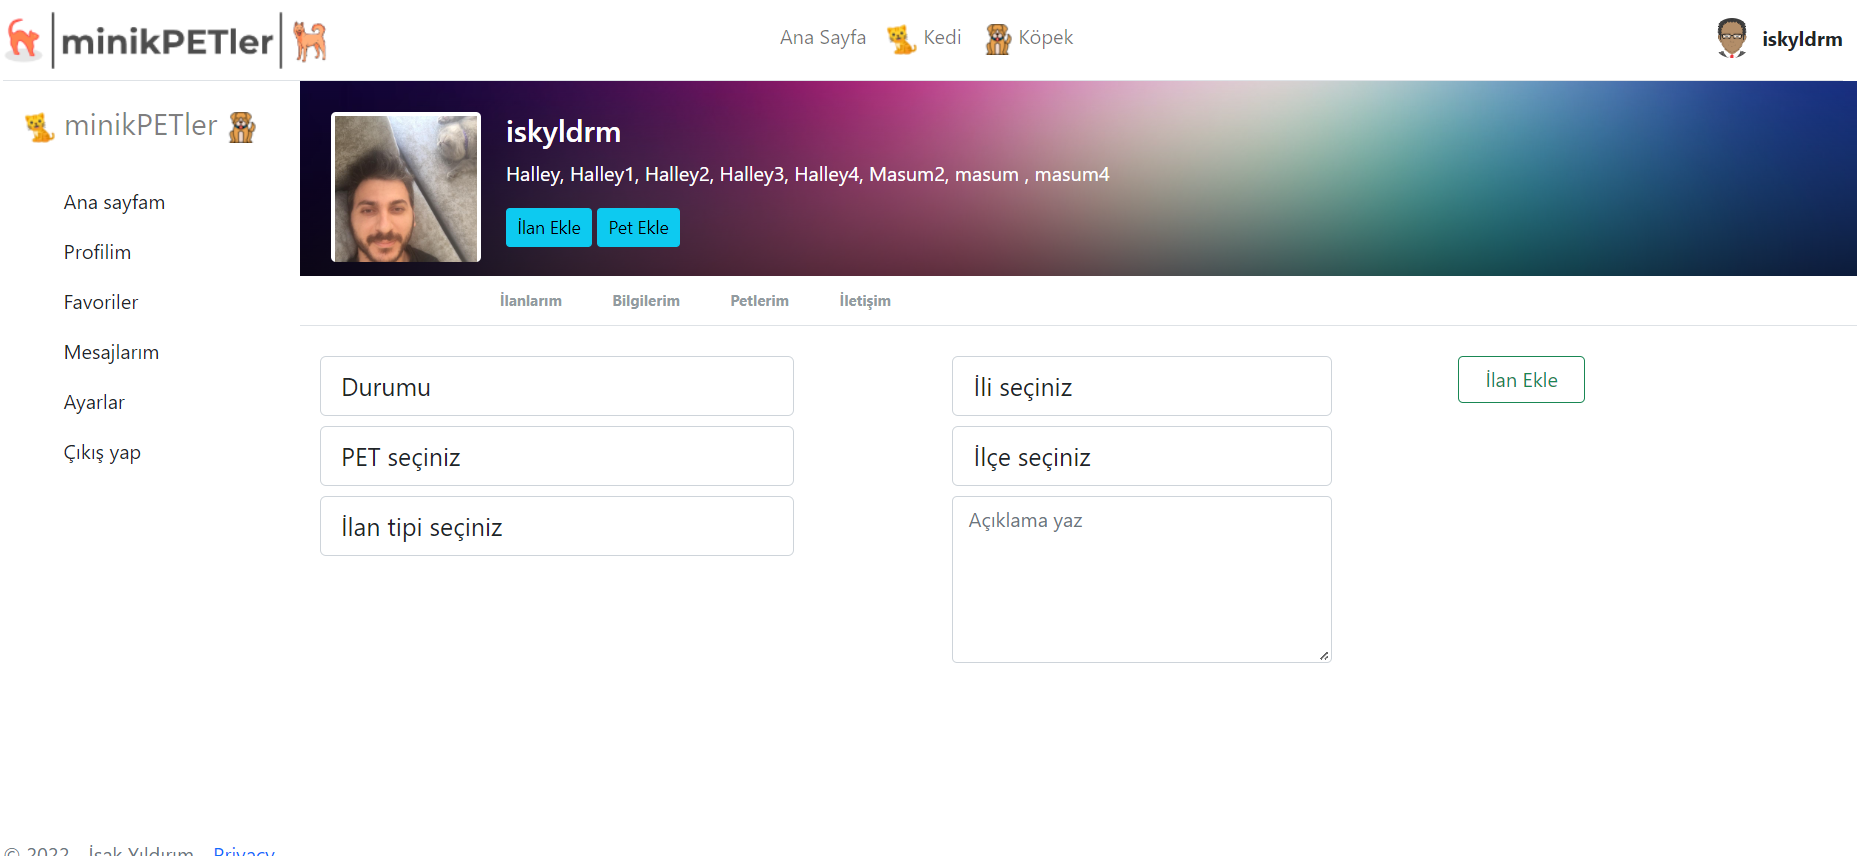 minikPETler
Ana Sayfa Kedi Köpek
iskyldrm
minikPETler
Ana sayfam
Profilim
Favoriler
Mesajlarım
Ayarlar
Çıkış yap
iskyldrm
Halley, Halley1, Halley2, Halley3, Halley4, Masum2, masum , masum4
İlan Ekle Pet Ekle
İlanlarım Bilgilerim Petlerim İletişim
Durumu
PET seçiniz
İlan tipi seçiniz
İli seçiniz
İlçe seçiniz
Açıklama yaz
İlan Ekle
© 2022 - İsak Yıldırım - Privacy